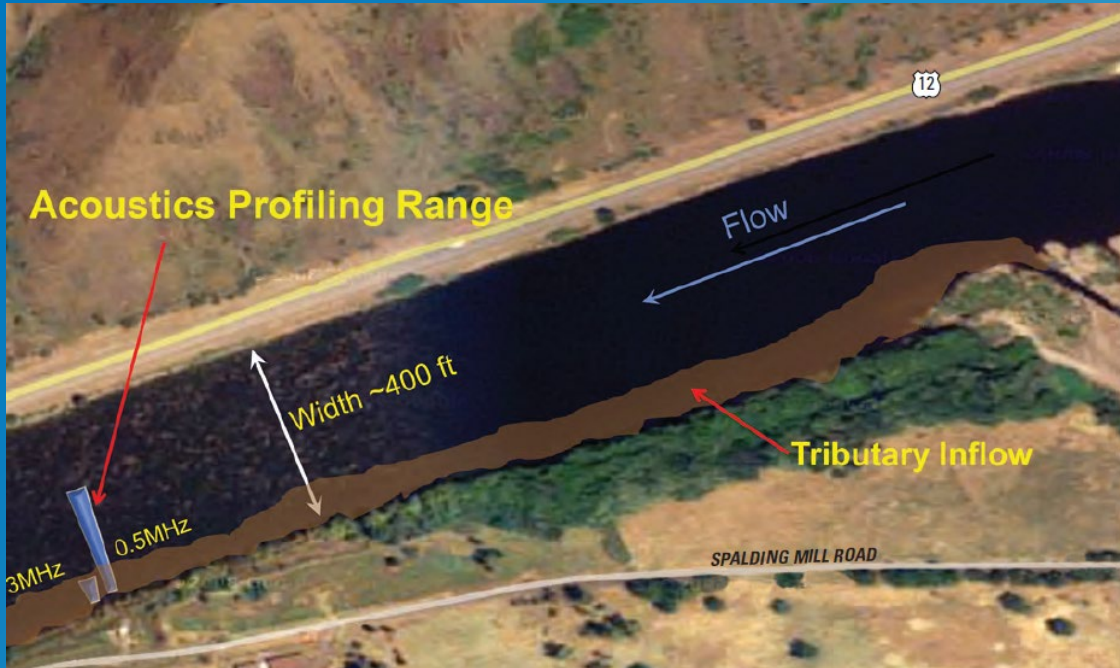 12
Acoustics Profiling Range
Flow
Width ~400 ft
Tributary Inflow
0.5MHz
3MHz
SPALDING MILL ROAD